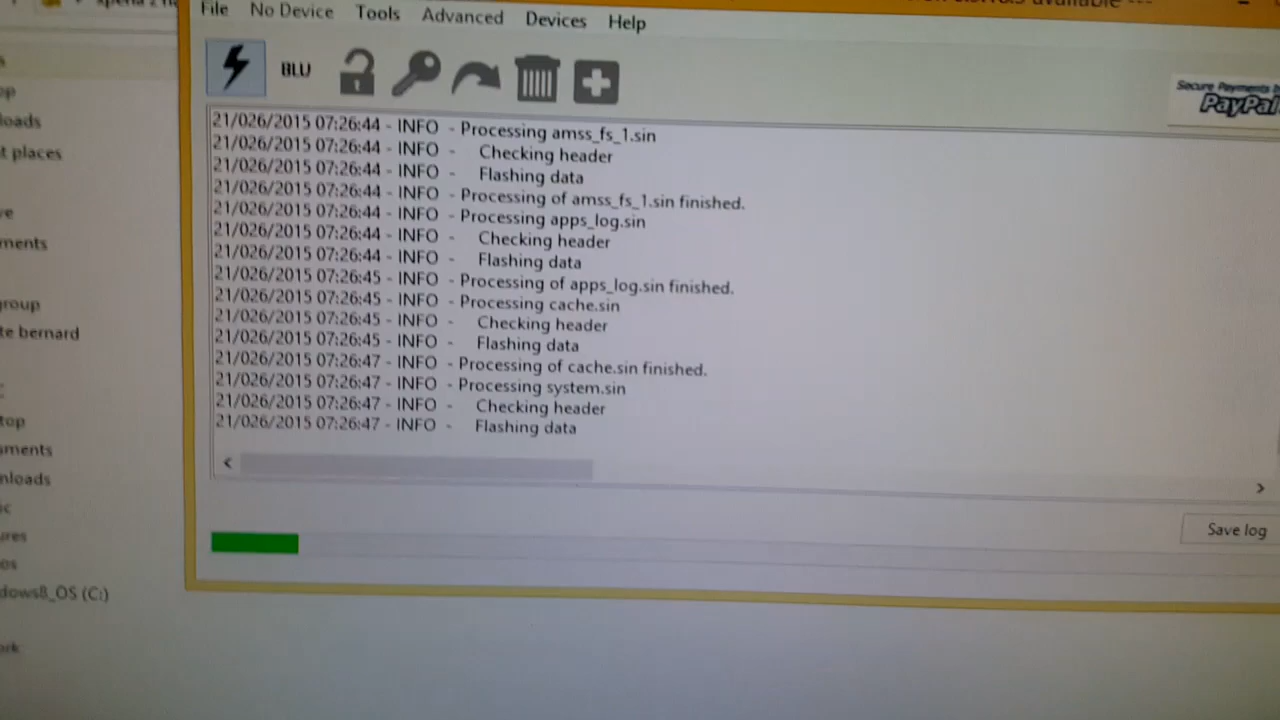 File No Device Tools Advanced Devices Help
BLU
Secure Payments by
PayPal
21/026/2015 07:26:44 - INFO - Processing amss_fs_1.sin
21/026/2015 07:26:44 - INFO - Checking header
21/026/2015 07:26:44 - INFO - Flashing data
21/026/2015 07:26:44 - INFO - Processing of amss_fs_1.sin finished.
21/026/2015 07:26:44 - INFO - Processing apps_log.sin
21/026/2015 07:26:44 - INFO - Checking header
21/026/2015 07:26:44 - INFO - Flashing data
21/026/2015 07:26:45 - INFO - Processing of apps_log.sin finished.
21/026/2015 07:26:45 - INFO - Processing cache.sin
21/026/2015 07:26:45 - INFO - Checking header
21/026/2015 07:26:45 - INFO - Flashing data
21/026/2015 07:26:47 - INFO - Processing of cache.sin finished.
21/026/2015 07:26:47 - INFO - Processing system.sin
21/026/2015 07:26:47 - INFO - Checking header
21/026/2015 07:26:47 - INFO - Flashing data
Save log
op
loads
t places
ments
group
te bernard
top
uments
nloads
ures
os
dows8_OS (C:)
ork